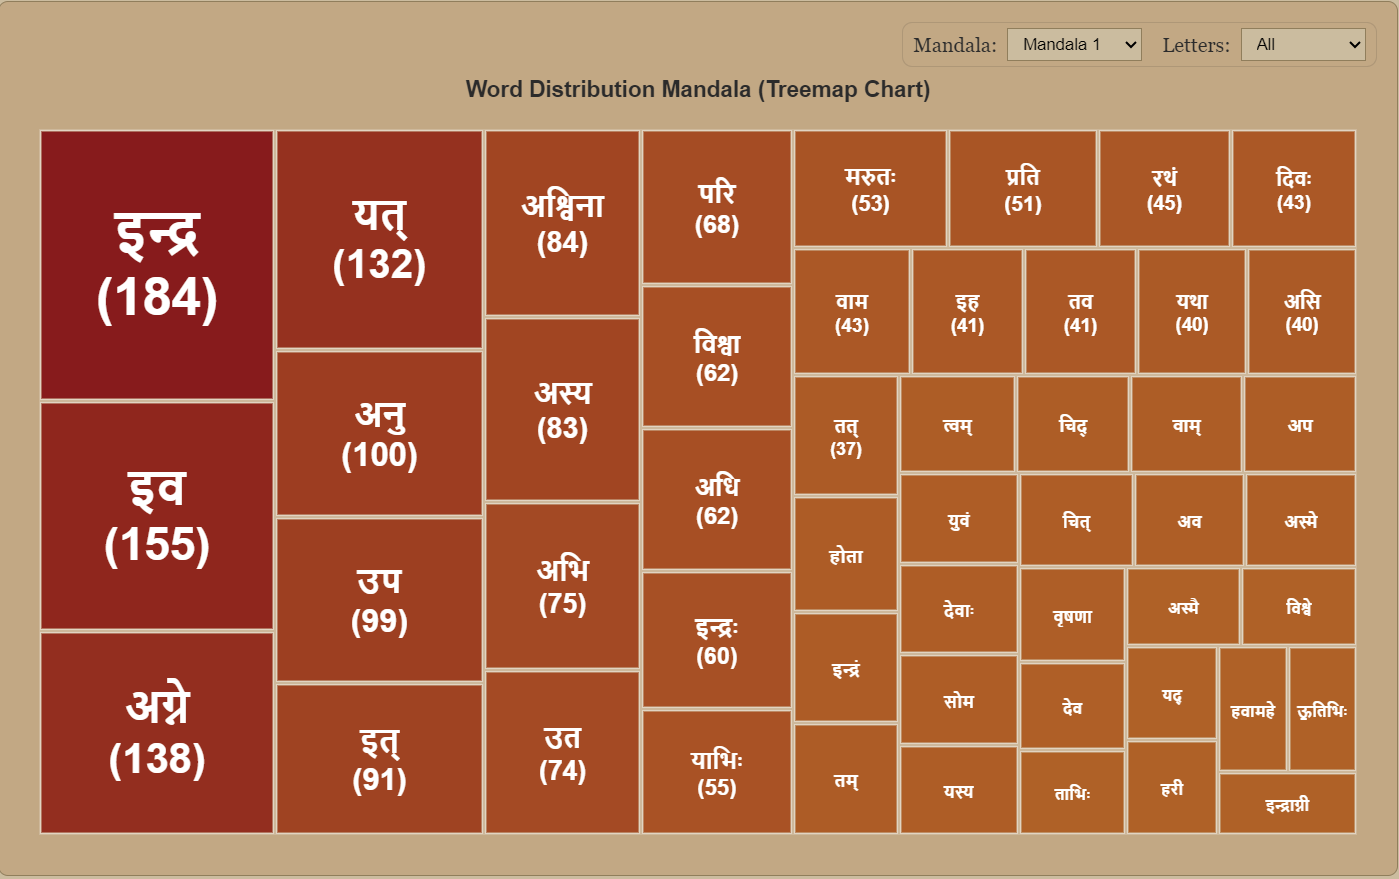 Mandala: Mandala 1 Letters: All
Word Distribution Mandala (Treemap Chart)
इन्द्र
(184)
इव
(155)
अग्ने
(138)
यत्
(132)
अनु
(100)
उप
(99)
इत्
(91)
अश्विना
(84)
अस्य
(83)
अभि
(75)
उत
(74)
परि
(68)
विश्वा
(62)
अधि
(62)
इन्द्रः
(60)
याभिः
(55)
मरुतः
(53)
प्रति
(51)
रथं
(45)
दिवः
(43)
वाम
(43)
इह
(41)
तव
(41)
यथा
(40)
असि
(40)
तत्
(37)
होता
इन्द्रं
तम्
त्वम्
चिद्
वाम्
अप
युवं
चित्
अव
अस्मे
देवाः
सोम
यस्य
वृषणा
देव
ताभिः
अस्मै
विश्वे
यद्
हरी
हवामहे
ऊतिभिः
इन्द्राग्नी